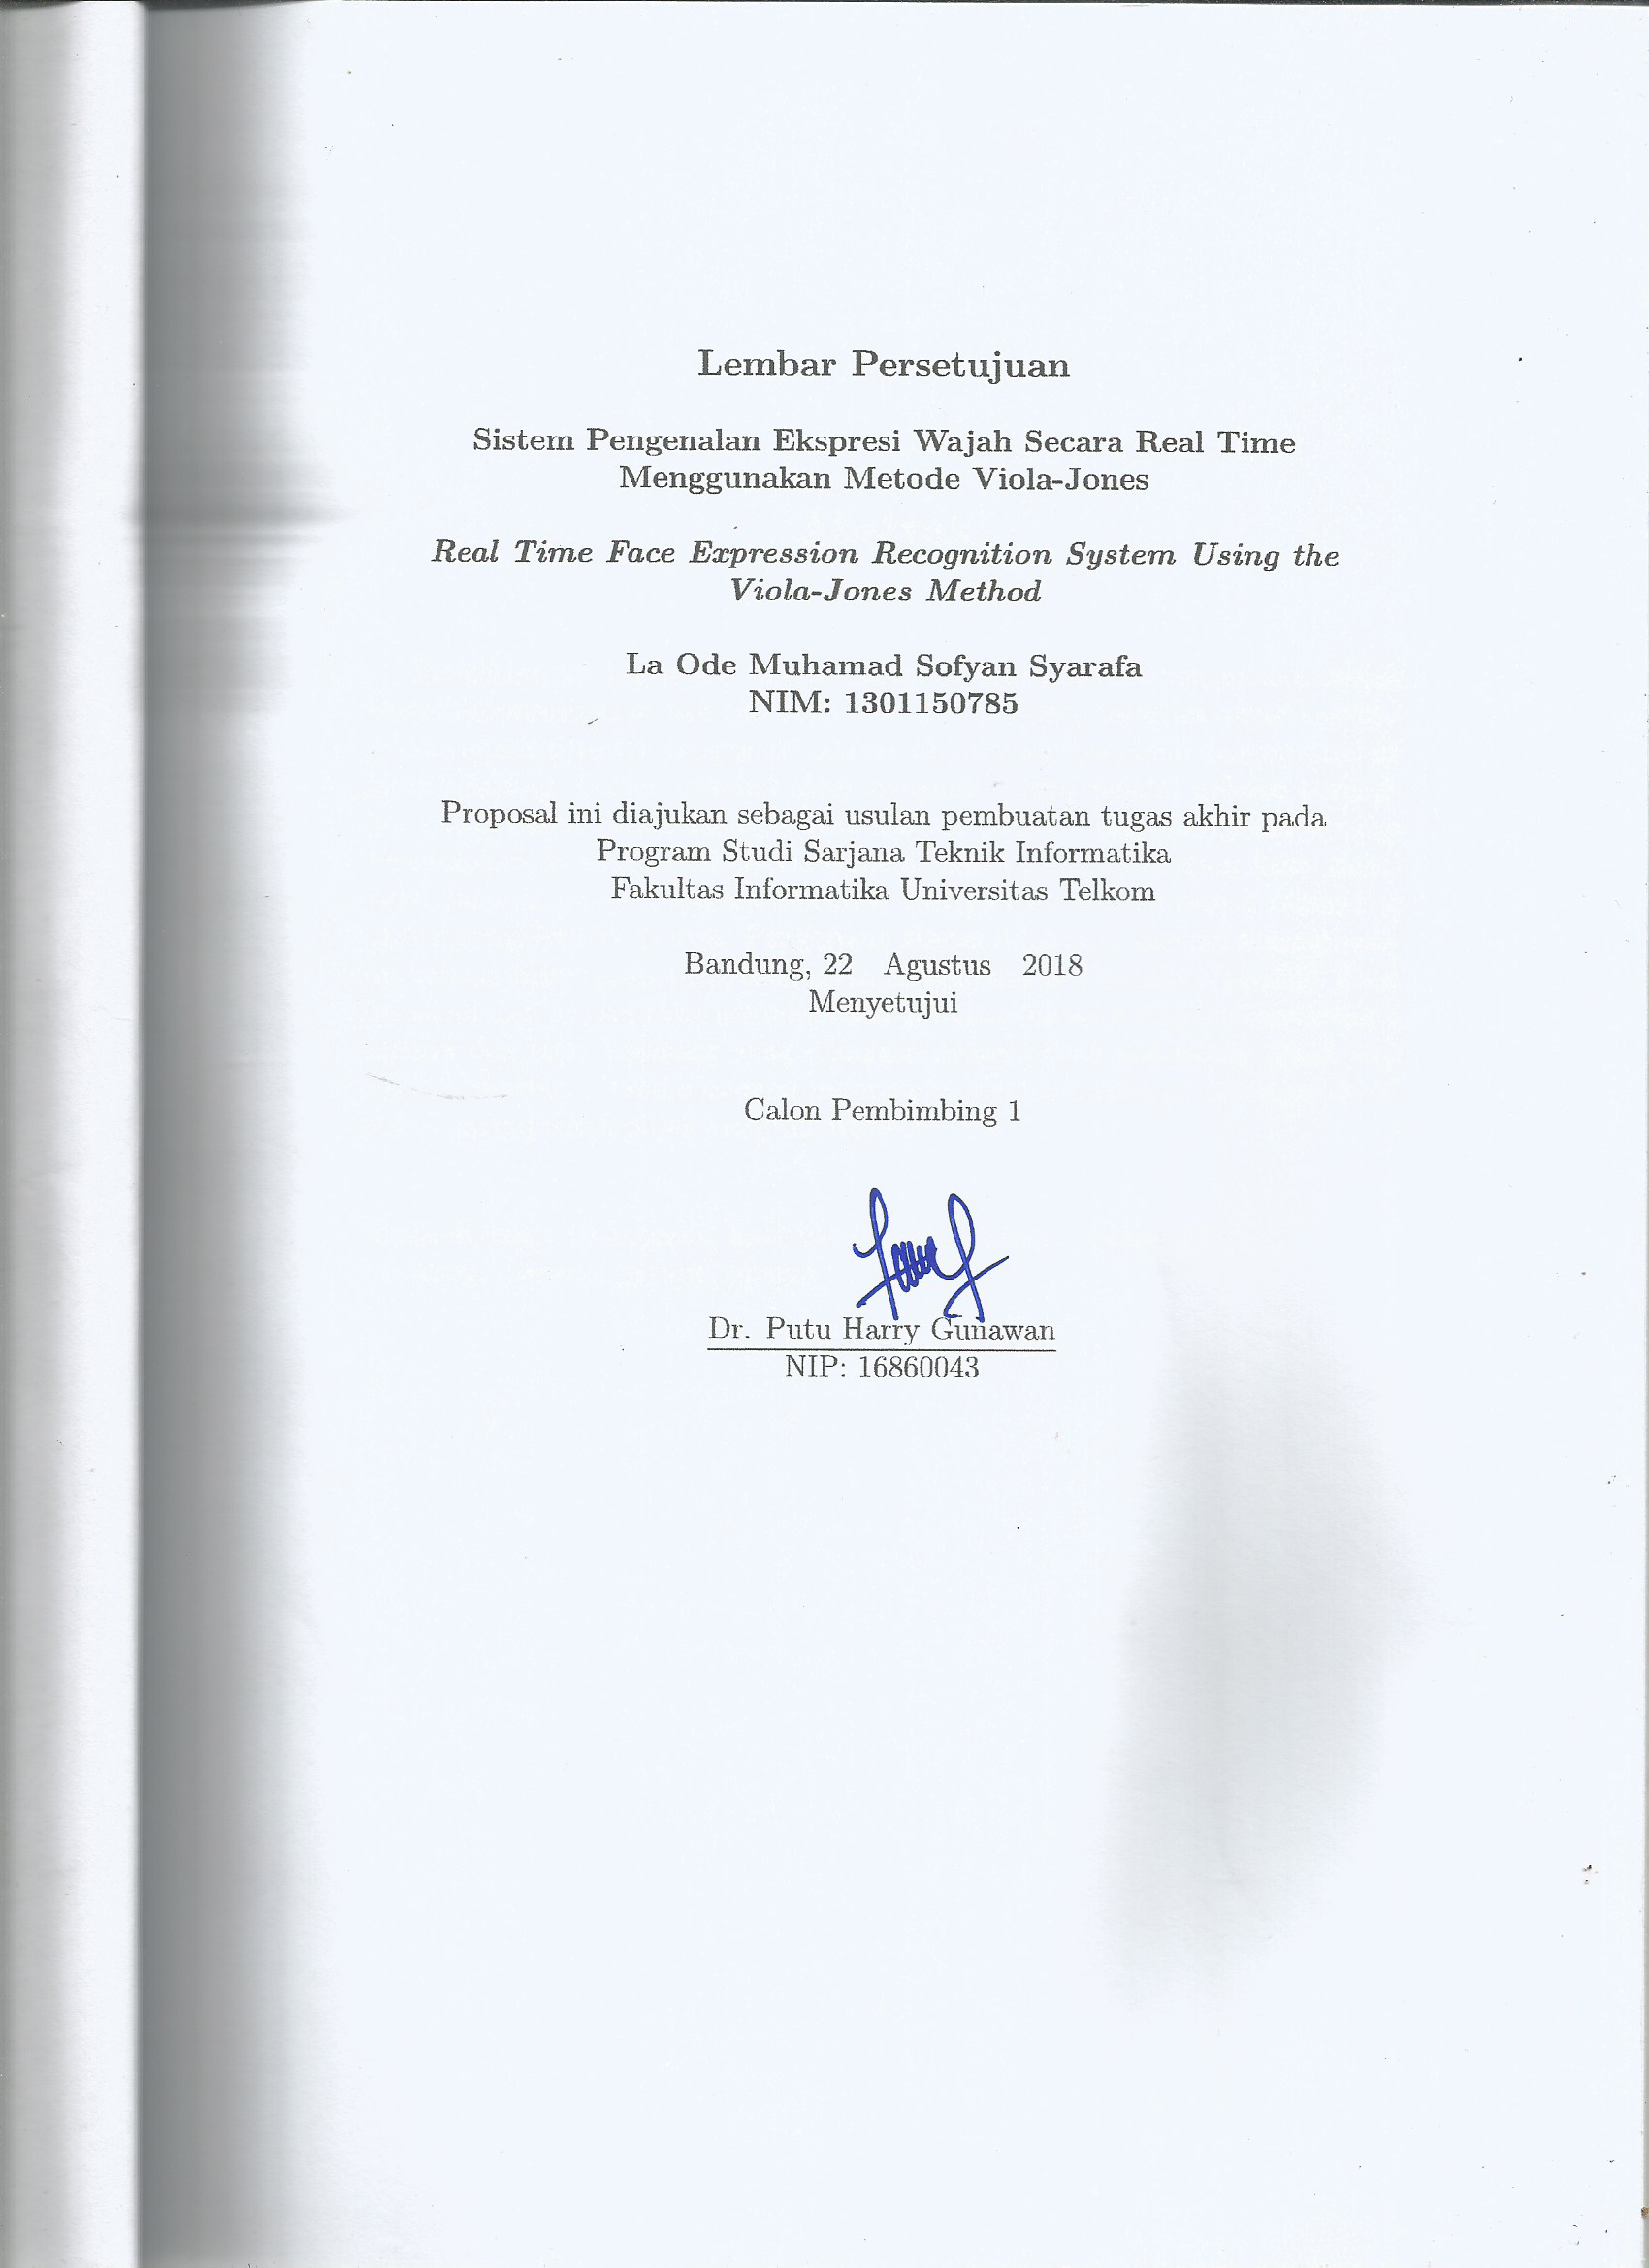 Lembar Persetujuan
Sistem Pengenalan Ekspresi Wajah Secara Real Time
Menggunakan Metode Viola-Jones
Real Time Face Expression Recognition System Using the
Viola-Jones Method
La Ode Muhamad Sofyan Syarafa
NIM: 1301150785
Proposal ini diajukan sebagai usulan pembuatan tugas akhir pada
Program Studi Sarjana Teknik Informatika
Fakultas Informatika Universitas Telkom
Bandung, 22 Agustus 2018
Menyetujui
Calon Pembimbing 1
Dr. Putu Harry Gunawan
NIP: 16860043